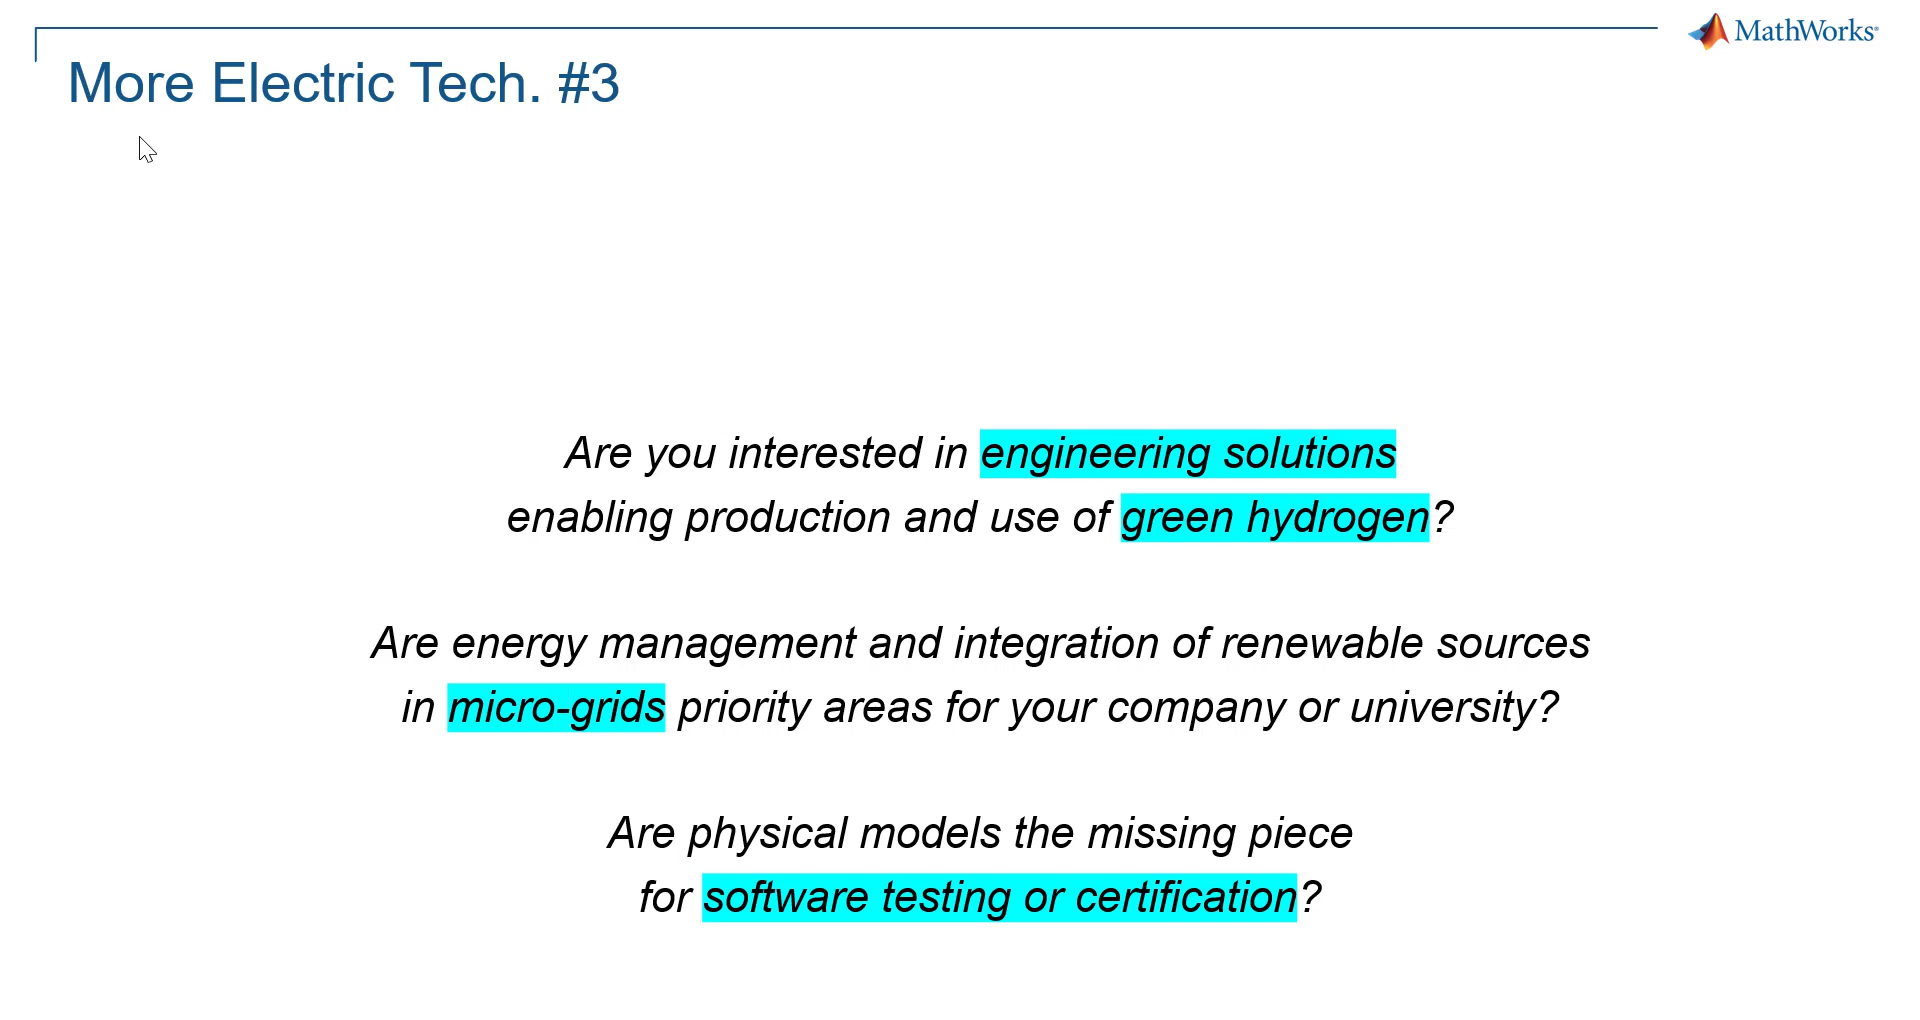 MathWorks®
More Electric Tech. #3
Are you interested in engineering solutions
enabling production and use of green hydrogen?
Are energy management and integration of renewable sources
in micro-grids priority areas for your company or university?
Are physical models the missing piece
for software testing or certification?